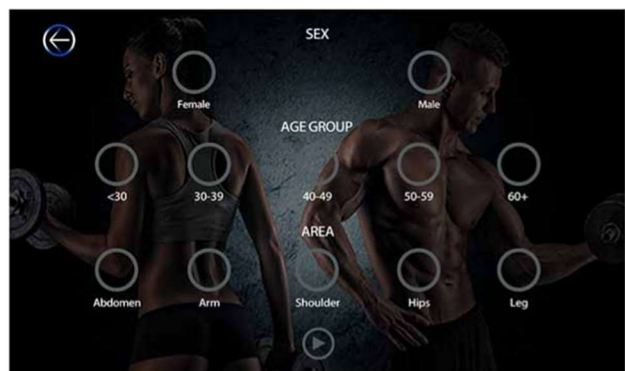 SEX
Female Male
AGE GROUP
<30 30-39 40-49 50-59 60+
AREA
Abdomen Arm Shoulder Hips Leg